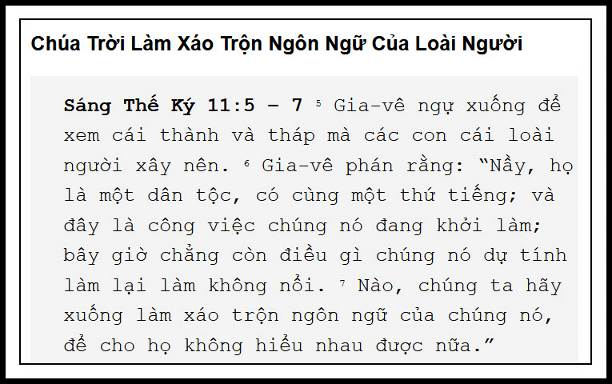 Chúa Trời Làm Xáo Trộn Ngôn Ngữ Của Loài Người
Sáng Thế Ký 11:5 – 7 ⁵ Gia-vê ngự xuống để
xem cái thành và tháp mà các con cái loài
người xây nên. ⁶ Gia-vê phán rằng: “Nầy, họ
là một dân tộc, có cùng một thứ tiếng; và
đây là công việc chúng nó đang khởi làm;
bây giờ chẳng còn điều gì chúng nó dự tính
làm lại làm không nổi. ⁷ Nào, chúng ta hãy
xuống làm xáo trộn ngôn ngữ của chúng nó,
để cho họ không hiểu nhau được nữa.”